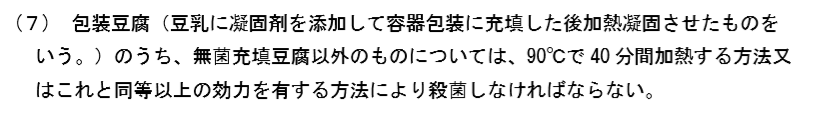 (7) 包装豆腐(豆乳に凝固剤を添加して容器包装に充填した後加熱凝固させたものを
いう。)のうち、無菌充填豆腐以外のものについては、90℃で 40 分間加熱する方法又
はこれと同等以上の効力を有する方法により殺菌しなければならない。